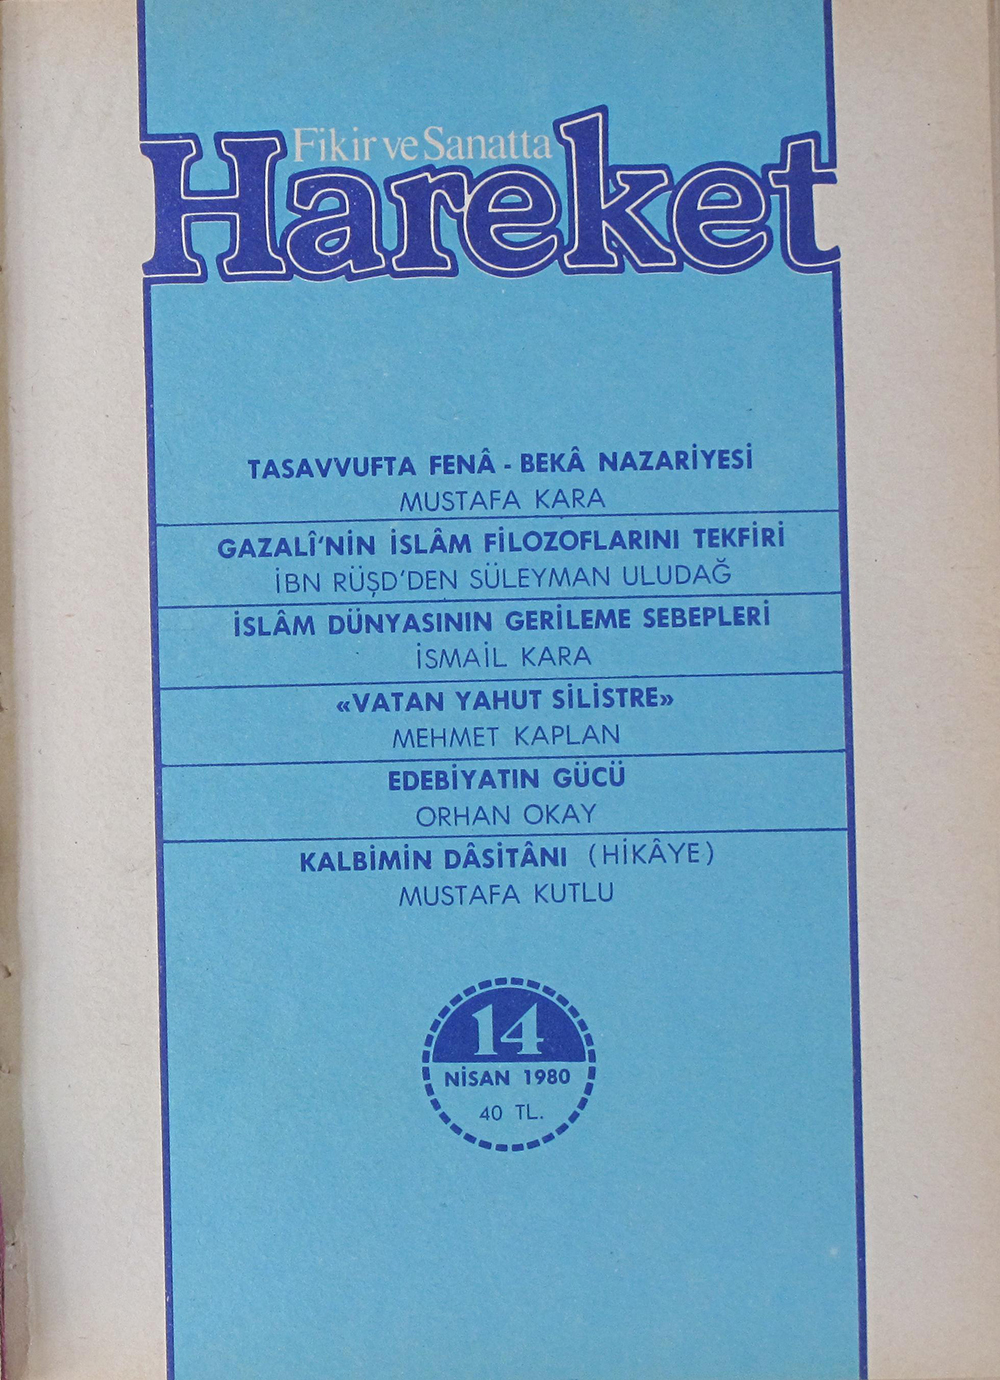 Fikir ve Sanatta
Hareket
TASAVVUFTA FENÂ - BEKÂ NAZARİYESİ
MUSTAFA KARA
GAZALÎ'NİN İSLÂM FİLOZOFLARINI TEKFİRİ
İBN RÜŞD'DEN SÜLEYMAN ULUDAĞ
İSLÂM DÜNYASININ GERİLEME SEBEPLERİ
İSMAİL KARA
«VATAN YAHUT SİLİSTRE»
MEHMET KAPLAN
EDEBİYATIN GÜCÜ
ORHAN OKAY
KALBİMİN DÂSİTÂNI (HİKÂYE)
MUSTAFA KUTLU
14
NİSAN 1980
40 TL.